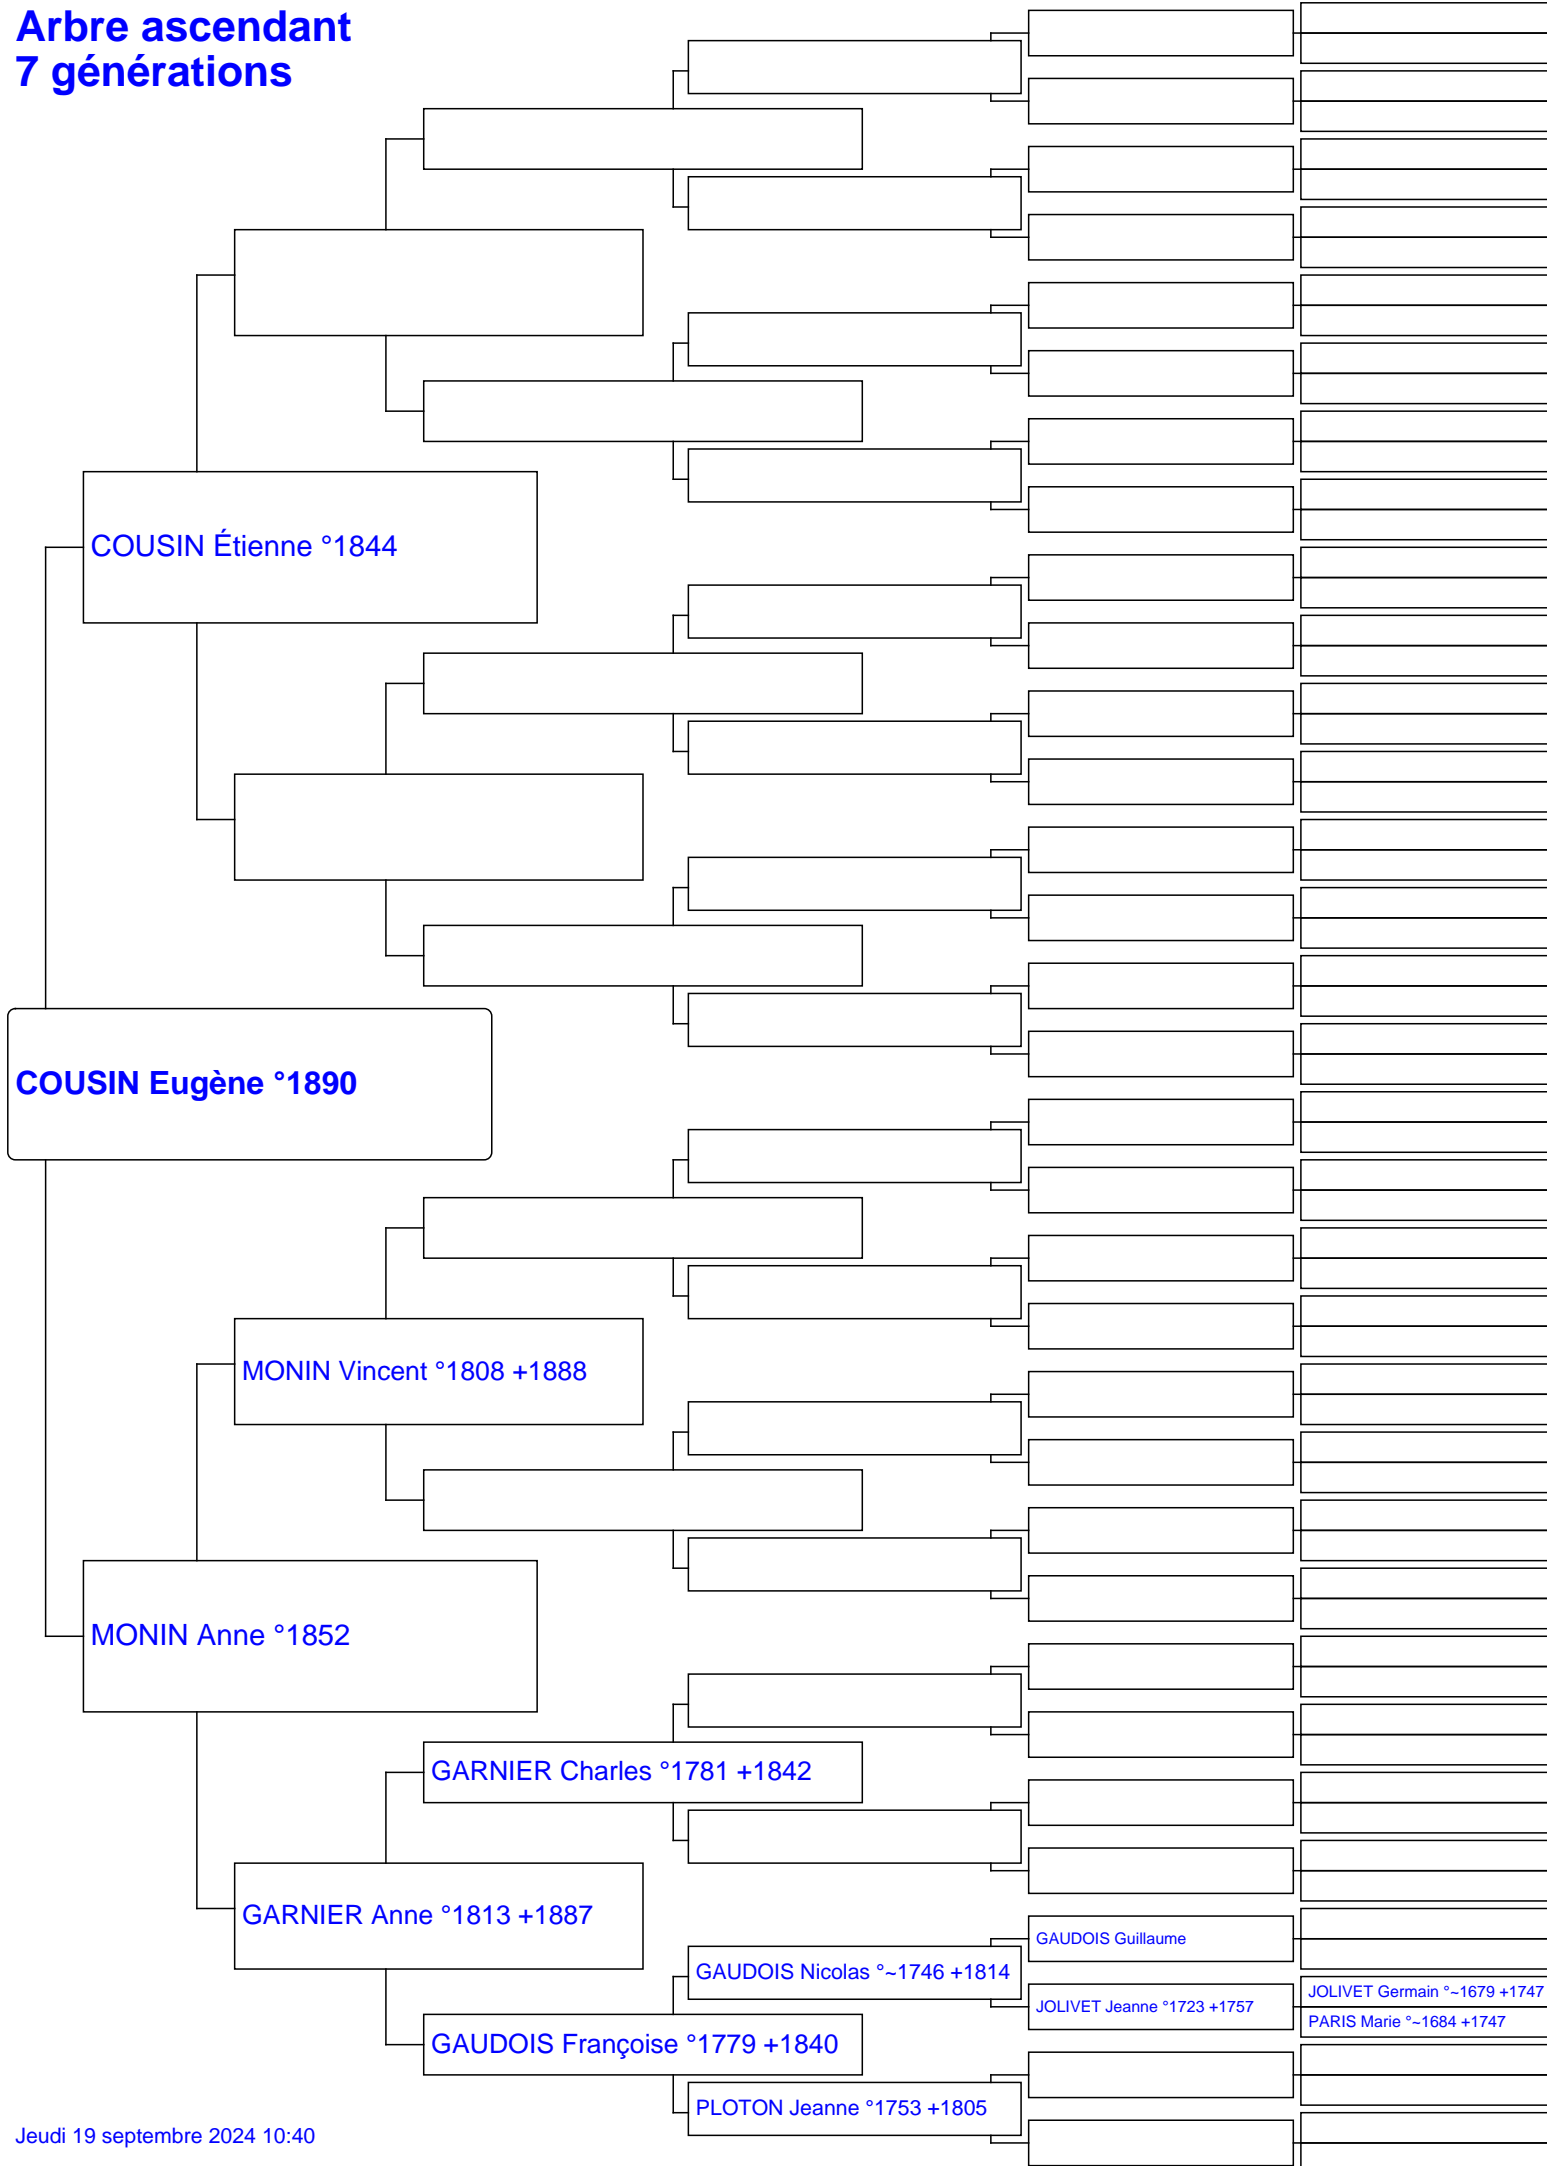 Arbre ascendant
7 générations
COUSIN Étienne °1844
COUSIN Eugène °1890
MONIN Vincent °1808 +1888
MONIN Anne °1852
GARNIER Charles °1781 +1842
GARNIER Anne °1813 +1887
GAUDOIS Guillaume
GAUDOIS Nicolas °~1746 +1814
JOLIVET Germain °~1679 +1747
JOLIVET Jeanne °1723 +1757
PARIS Marie °~1684 +1747
GAUDOIS Françoise °1779 +1840
PLOTON Jeanne °1753 +1805
Jeudi 19 septembre 2024 10:40